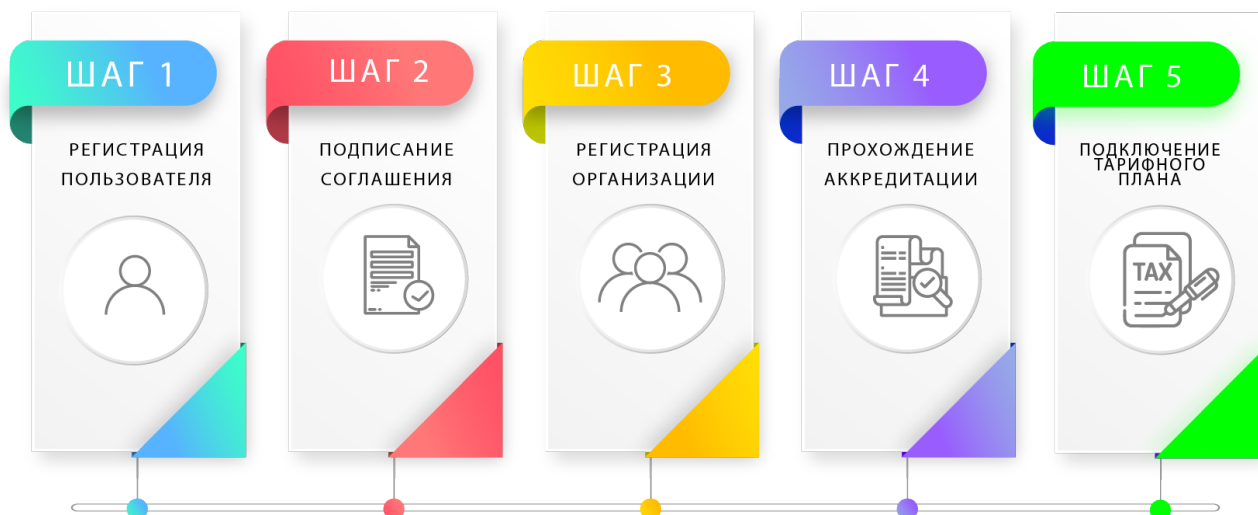 ШАГ 1
РЕГИСТРАЦИЯ
ПОЛЬЗОВАТЕЛЯ
ШАГ 2
ПОДПИСАНИЕ
СОГЛАШЕНИЯ
ШАГ 3
РЕГИСТРАЦИЯ
ОРГАНИЗАЦИИ
ШАГ 4
ПРОХОЖДЕНИЕ
АККРЕДИТАЦИИ
ШАГ 5
ПОДКЛЮЧЕНИЕ
ТАРИФНОГО
ПЛАНА
TAX